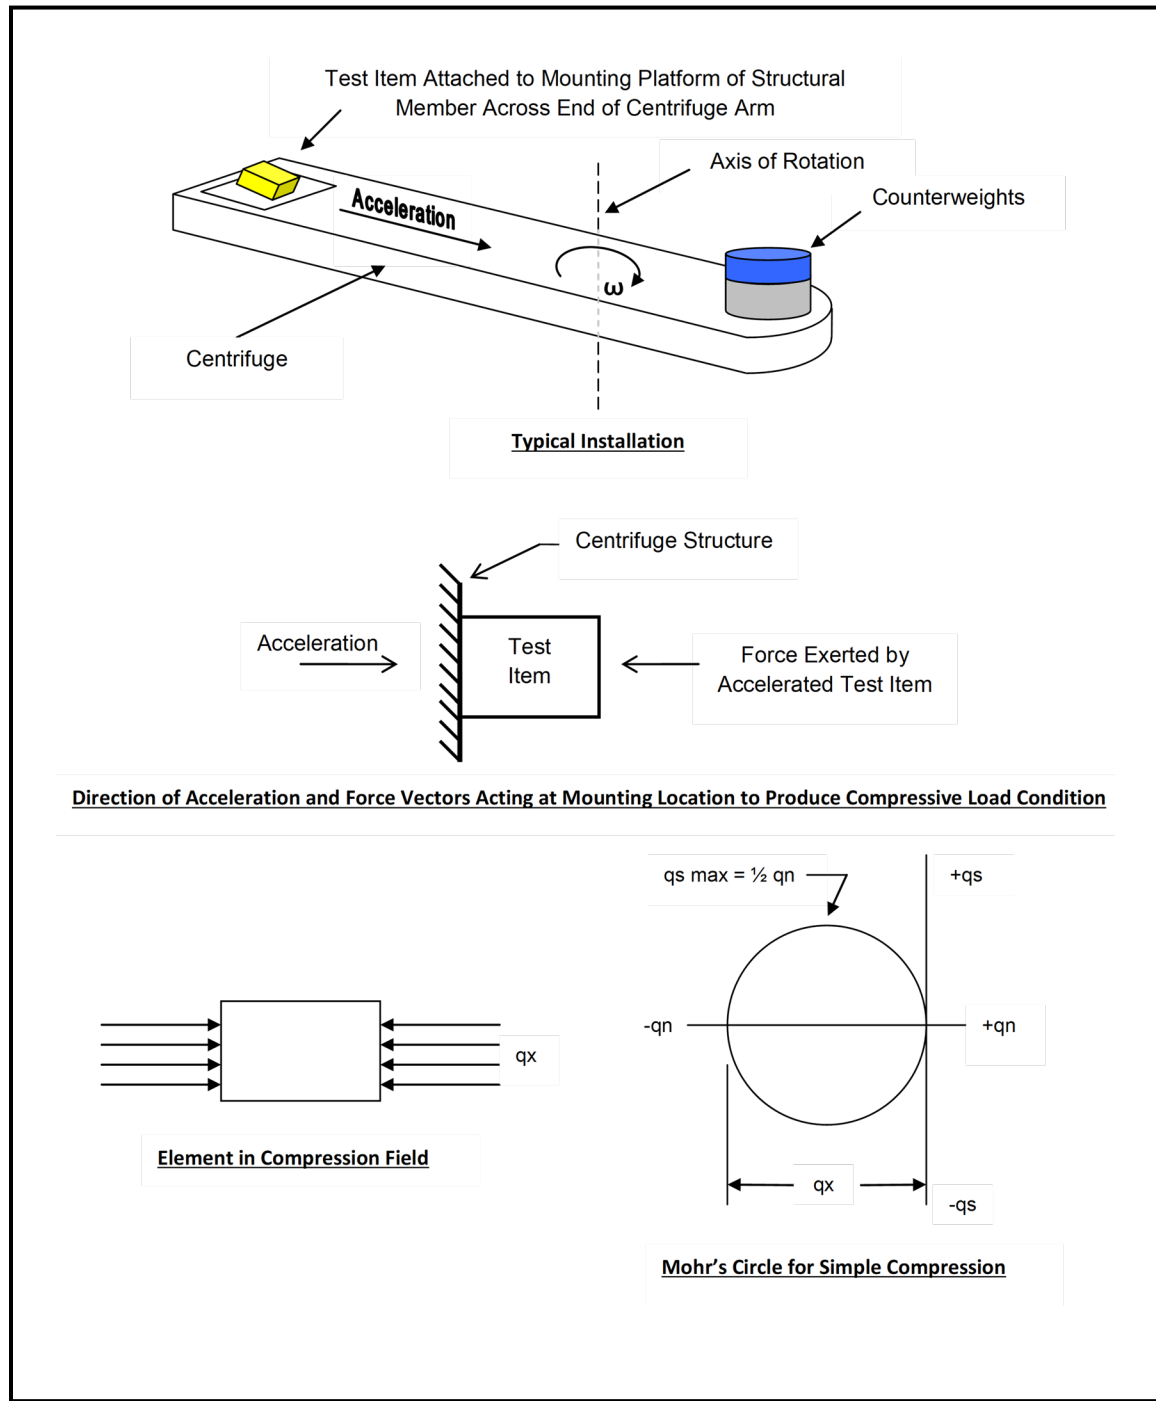 Test Item Attached to Mounting Platform of Structural
Member Across End of Centrifuge Arm
Axis of Rotation
Counterweights
Acceleration
ω
Centrifuge
Typical Installation
Centrifuge Structure
Acceleration
Test
Item
Force Exerted by
Accelerated Test Item
Direction of Acceleration and Force Vectors Acting at Mounting Location to Produce Compressive Load Condition
qs max = ½ qn
+qs
-qn
+qn
qx
Element in Compression Field
qx
-qs
Mohr's Circle for Simple Compression